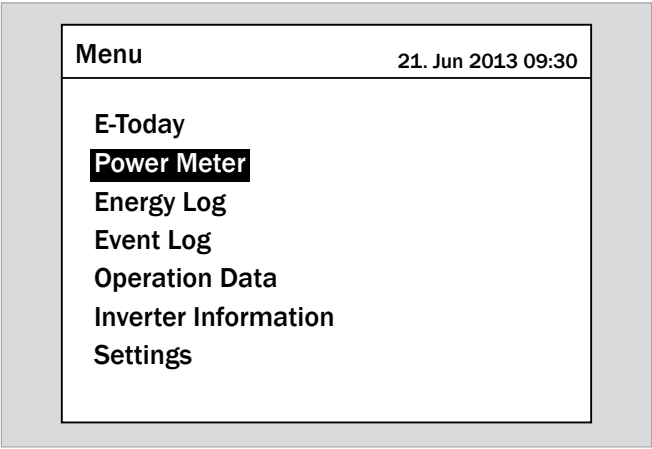 Menu
21. Jun 2013 09:30
E-Today
Power Meter
Energy Log
Event Log
Operation Data
Inverter Information
Settings